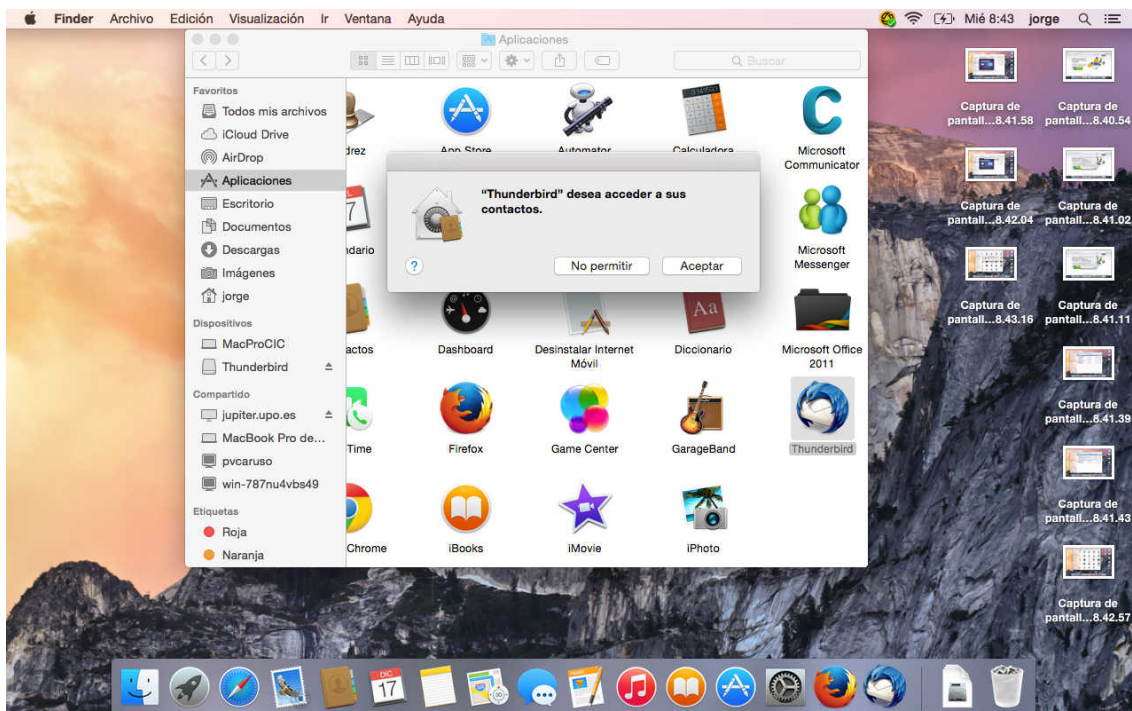 Finder Archivo Edición Visualización Ir Ventana Ayuda
Mié 8:43 jorge
Aplicaciones
Buscar
Favoritos
Todos mis archivos
iCloud Drive
AirDrop
Aplicaciones
Escritorio
Documentos
Descargas
Imágenes
jorge
Dispositivos
MacProCIC
Thunderbird
Compartido
jupiter.upo.es
MacBook Pro de...
pvcaruso
win-787nu4vbs49
Etiquetas
Roja
Naranja
drez
App Store
Automator
Calculadora
Microsoft
Communicator
“Thunderbird” desea acceder a sus
contactos.
?
No permitir
Aceptar
7
ndario
Microsoft
Messenger
Aa
actos
Dashboard
Desinstalar Internet
Móvil
Diccionario
Microsoft Office
2011
Time
Firefox
Game Center
GarageBand
Thunderbird
Chrome
iBooks
iMovie
iPhoto
Captura de
pantall...8.41.58
Captura de
pantall...8.40.54
Captura de
pantall...8.42.04
Captura de
pantall...8.41.02
Captura de
pantall...8.43.16
Captura de
pantall...8.41.11
Captura de
pantall...8.41.39
Captura de
pantall...8.41.43
Captura de
pantall...8.42.57
DIC
17